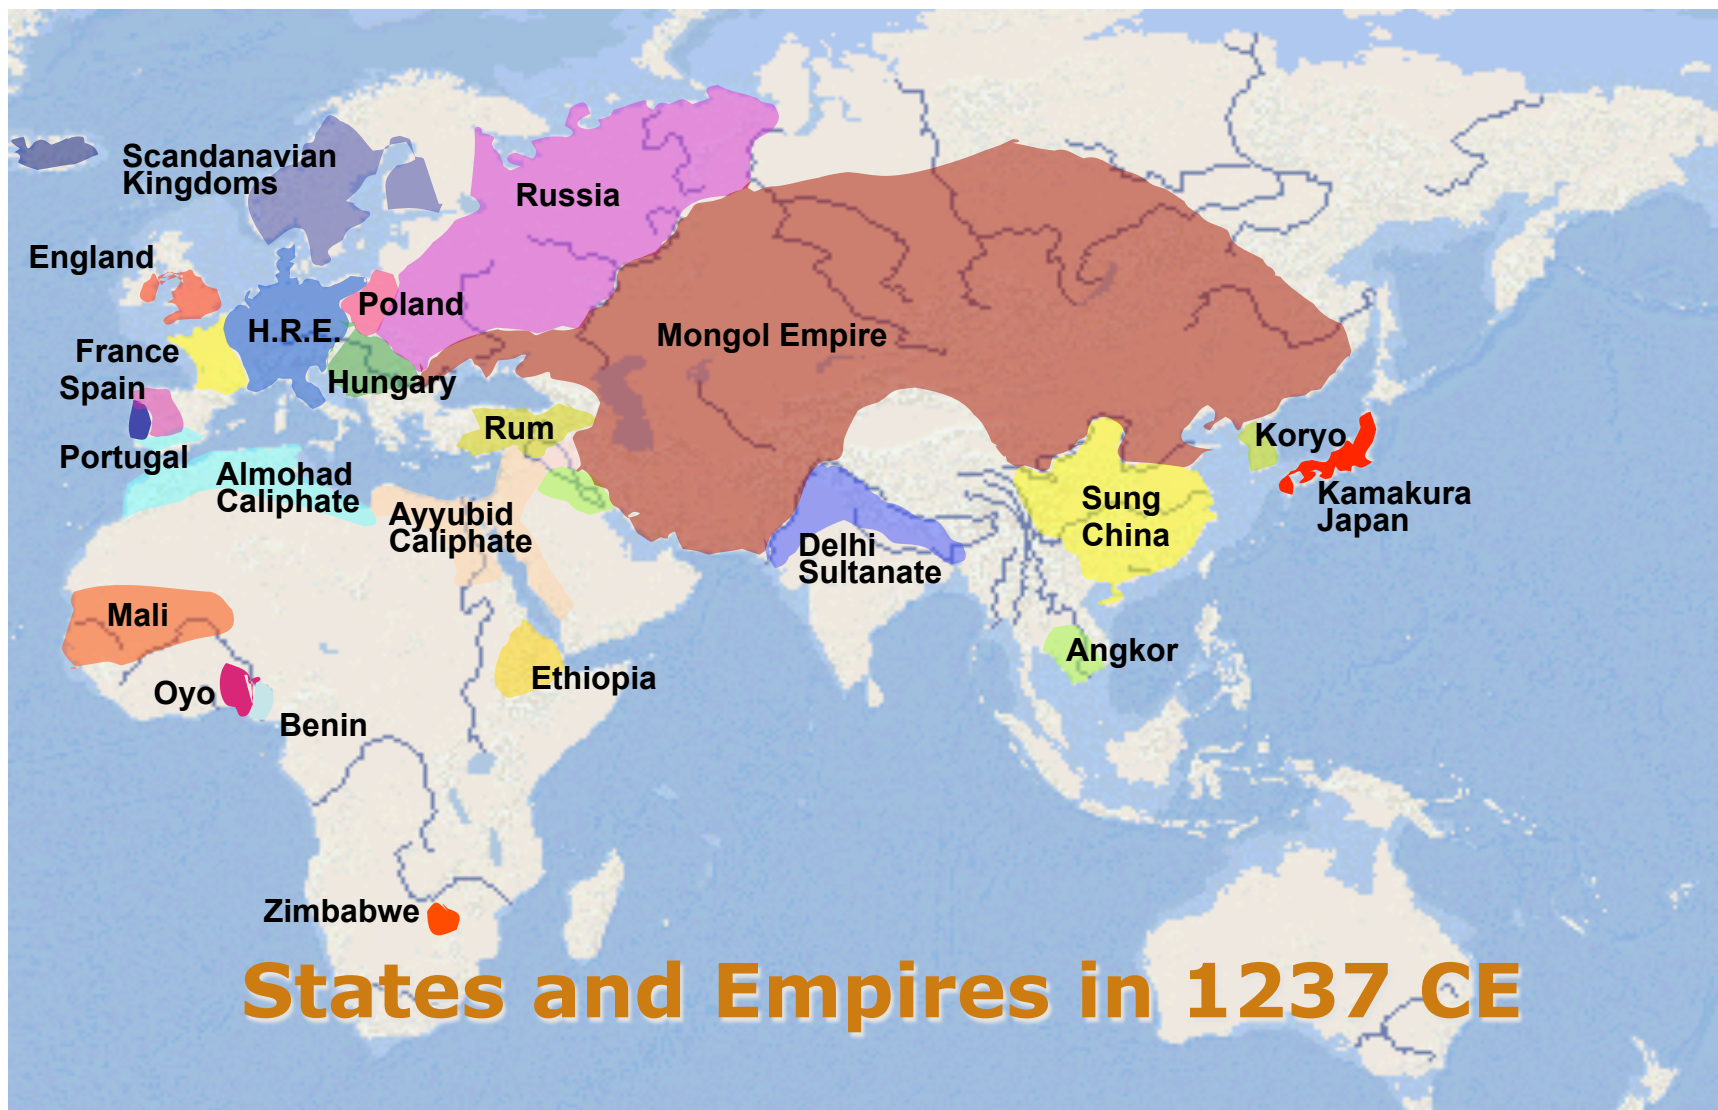 Scandanavian
Kingdoms
Russia
England
Poland
H.R.E.
Mongol Empire
France
Spain
Hungary
Rum
Koryo
Portugal
Almohad
Caliphate
Ayyubid
Caliphate
Sung
China
Kamakura
Japan
Delhi
Sultanate
Mali
Angkor
Ethiopia
Oyo
Benin
Zimbabwe
States and Empires in 1237 CE